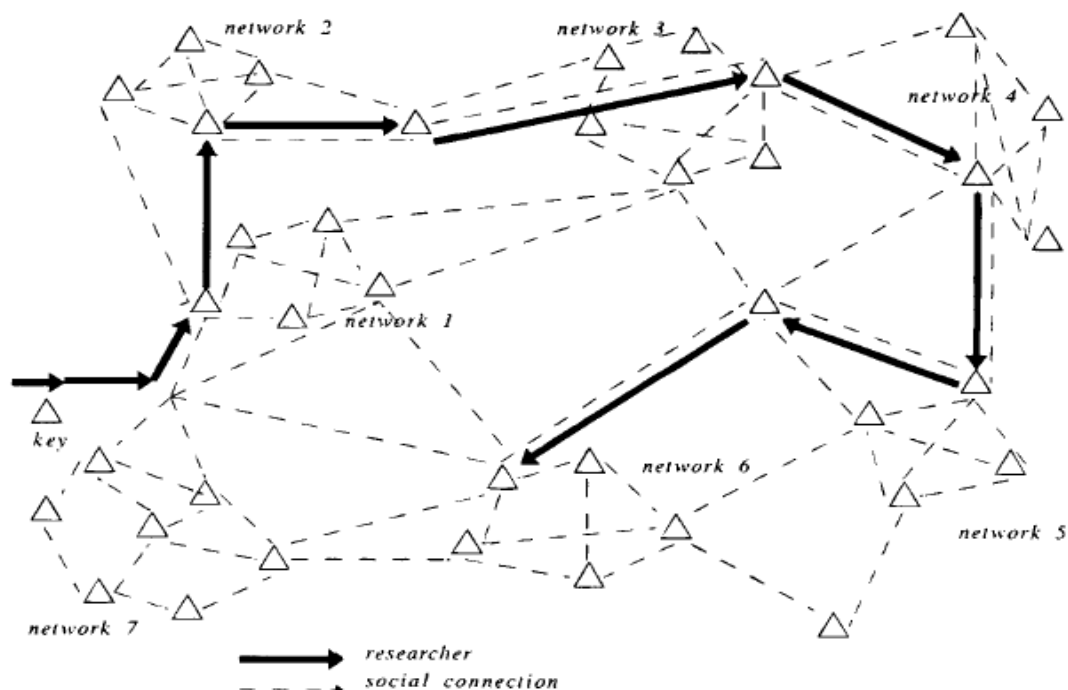 network 2
network 3
network 4
network 1
key
network 6
network 5
network 7
researcher
social connection